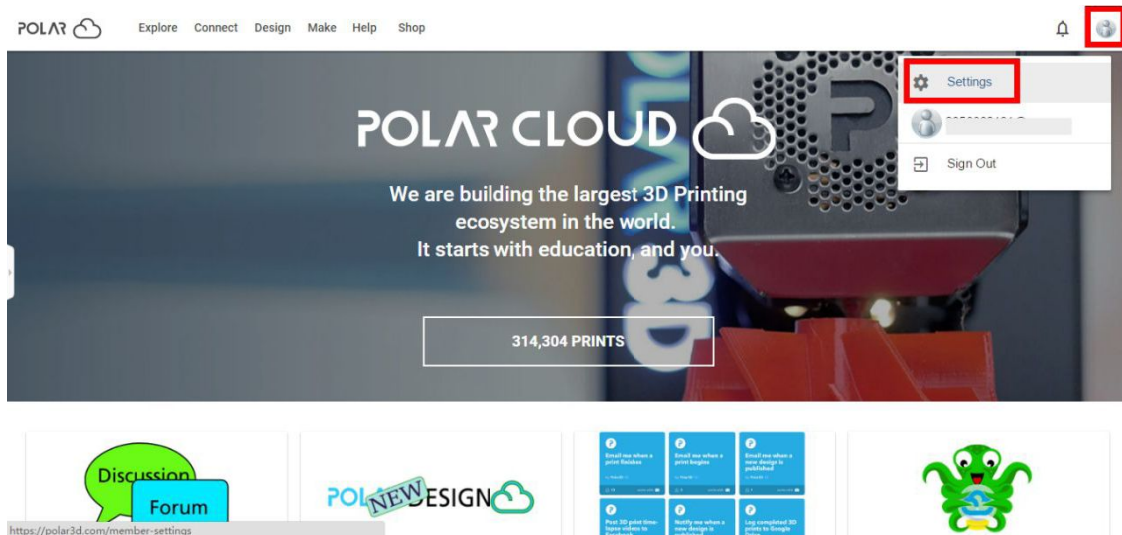 POLAR
Explore Connect Design Make Help Shop
Settings
Sign Out
POLAR CLOUD
We are building the largest 3D Printing
ecosystem in the world.
It starts with education, and you.
314,304 PRINTS
Discussion
Forum
NEW DESIGN
Email me when a
print finishes
Email me when a
print begins
Email me when a
new design is
published
Post 3D print time-
lapse videos to
Notify me when a
new design is
Log completed 3D
prints to Google
https://polar3d.com/member-settings